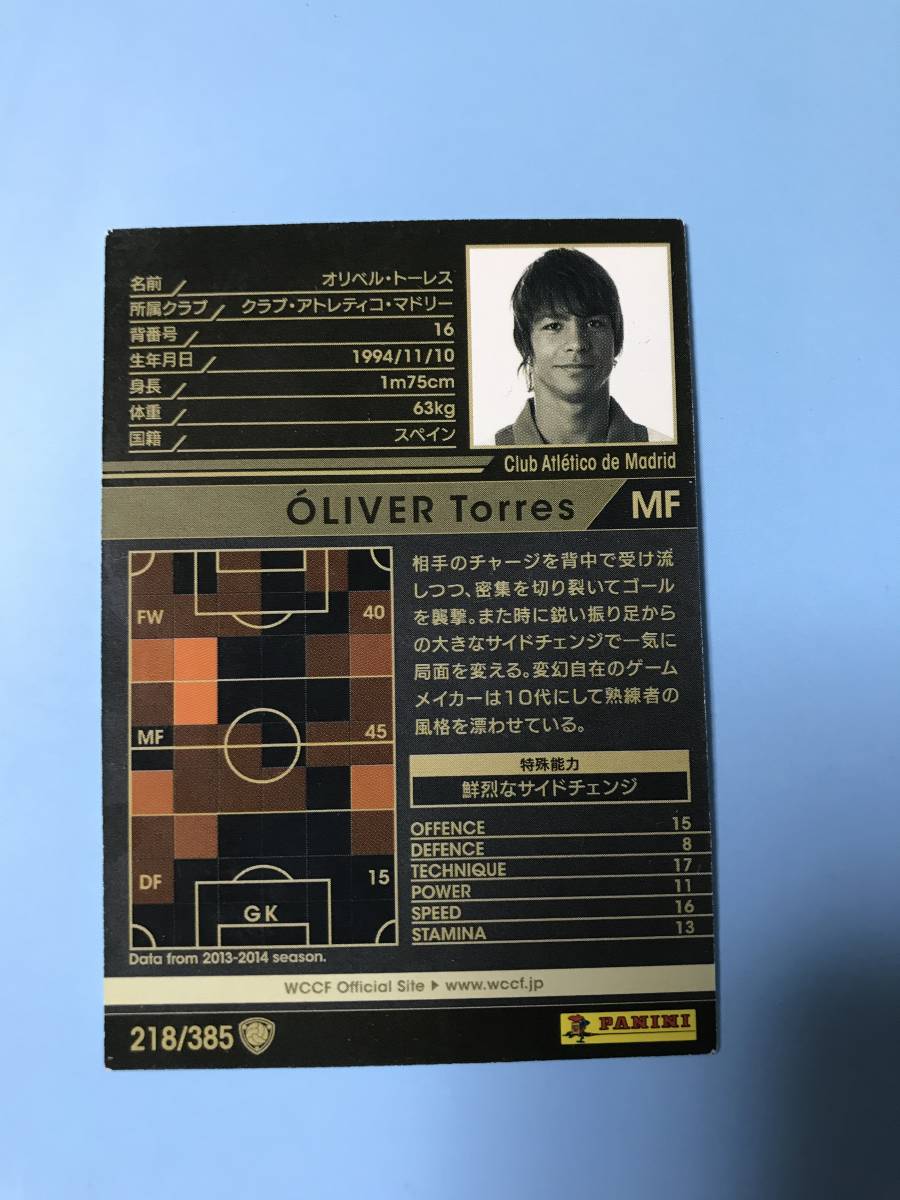 名前 オリベル・トーレス
所属クラブ クラブ・アトレティコ・マドリー
背番号 16
生年月日 1994/11/10
身長 1m75cm
体重 63kg
国籍 スペイン
Club Atlético de Madrid
ÓLIVER Torres MF
FW 40
MF 45
DF 15
GK
Data from 2013-2014 season.
相手のチャージを背中で受け流
しつつ、密集を切り裂いてゴール
を襲撃。また時に鋭い振り足から
の大きなサイドチェンジで一気に
局面を変える。変幻自在のゲーム
メイカーは10代にして熟練者の
風格を漂わせている。
特殊能力
鮮烈なサイドチェンジ
OFFENCE 15
DEFENCE 8
TECHNIQUE 17
POWER 11
SPEED 16
STAMINA 13
WCCF Official Site ▶ www.wccf.jp
218/385
PANINI